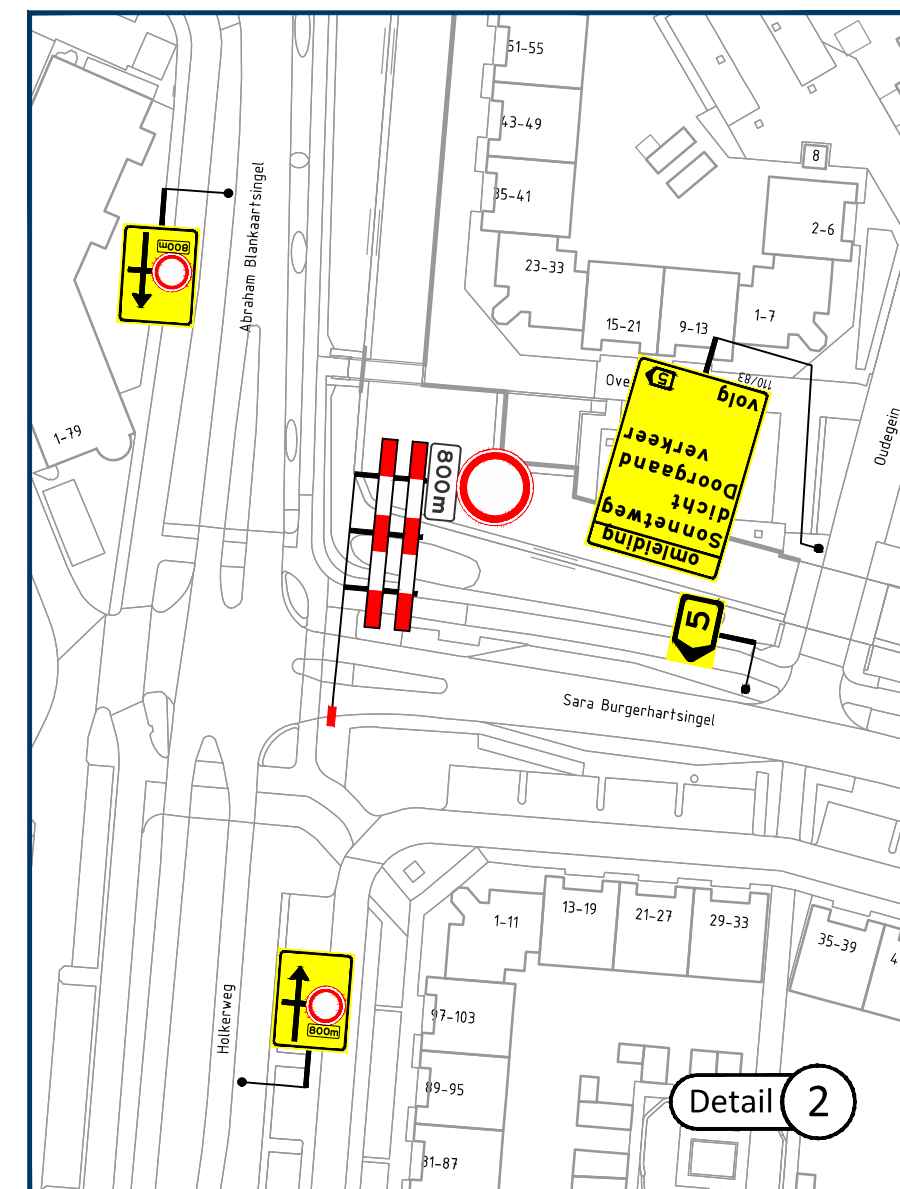 51-55
43-49
8
35-41
2-6
800m
Abraham Blankaartsingel
23-33
1-7
15-21
9-13
110/83
Ove
5
volg
verkeer
Doorgaand
dicht
Sonnetweg
omleiding
Oudegein
1-79
800m
5
Sara Burgerhartsingel
1-11
13-19
21-27
29-33
35-39
4
Holkerweg
97-103
800m
89-95
81-87
Detail 2